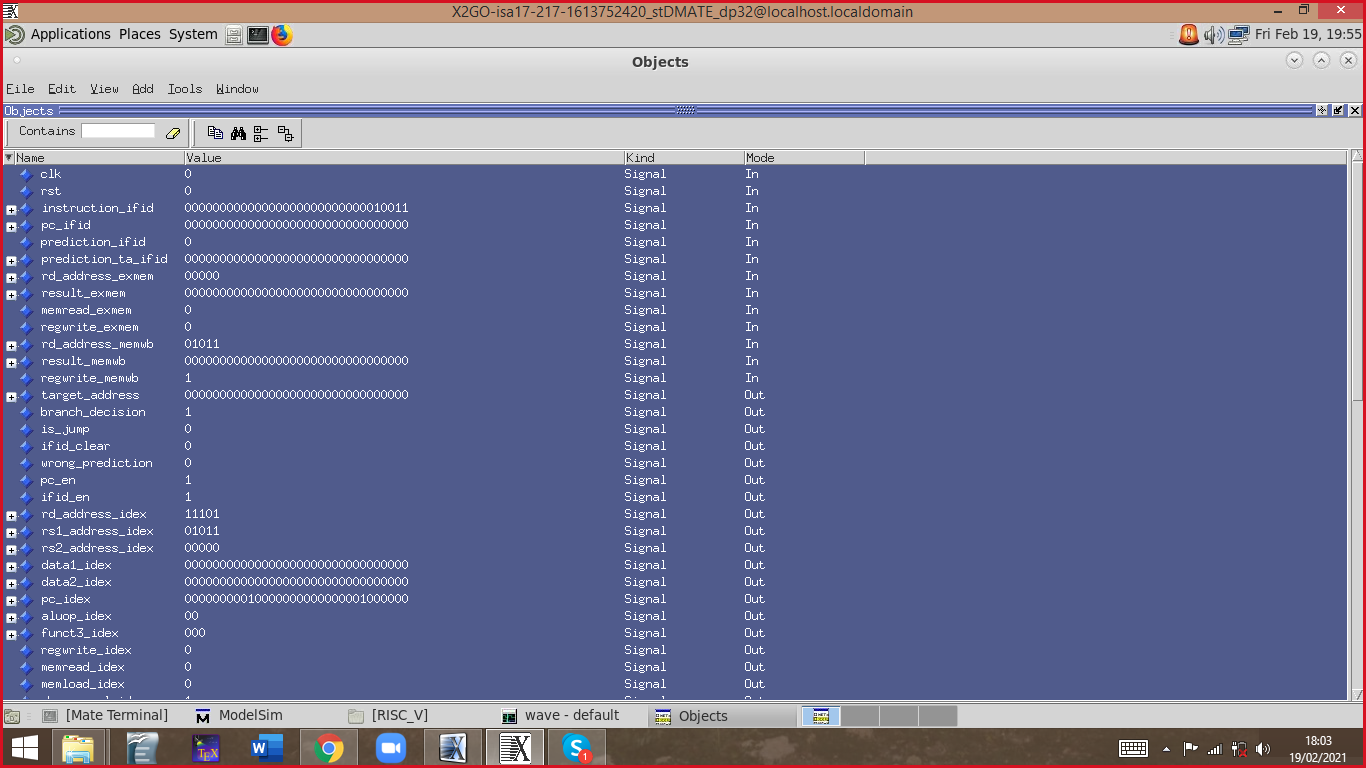 X2GO-isa17-217-1613752420_stDMATE_dp32@localhost.localdomain
Applications Places System Fri Feb 19, 19:55
Objects
File Edit View Add Tools Window
Objects
Contains
Name Value Kind Mode
clk 0 Signal In
rst 0 Signal In
instruction_ifid 00000000000000000000000000010011 Signal In
pc_ifid 00000000000000000000000000000000 Signal In
prediction_ifid 0 Signal In
prediction_ta_ifid 00000000000000000000000000000000 Signal In
rd_address_exmem 00000 Signal In
result_exmem 00000000000000000000000000000000 Signal In
memread_exmem 0 Signal In
regwrite_exmem 0 Signal In
rd_address_memwb 01011 Signal In
result_memwb 00000000000000000000000000000000 Signal In
regwrite_memwb 1 Signal In
target_address 00000000000000000000000000000000 Signal Out
branch_decision 1 Signal Out
is_jump 0 Signal Out
ifid_clear 0 Signal Out
wrong_prediction 0 Signal Out
pc_en 1 Signal Out
ifid_en 1 Signal Out
rd_address_idex 11101 Signal Out
rs1_address_idex 01011 Signal Out
rs2_address_idex 00000 Signal Out
data1_idex 00000000000000000000000000000000 Signal Out
data2_idex 00000000000000000000000000000000 Signal Out
pc_idex 00000000010000000000000001000000 Signal Out
aluop_idex 00 Signal Out
funct3_idex 000 Signal Out
regwrite_idex 0 Signal Out
memread_idex 0 Signal Out
memload_idex 0 Signal Out
[Mate Terminal] ModelSim [RISC_V] wave - default Objects
18:03
19/02/2021